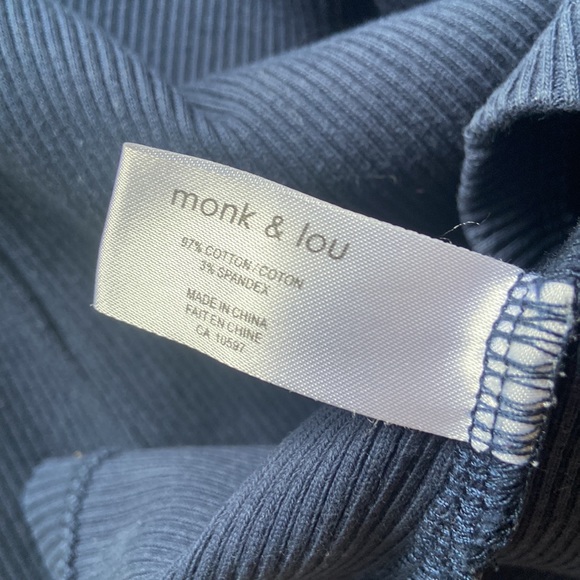 monk & lou
97% COTTON / COTON
3% SPANDEX
MADE IN CHINA
FAIT EN CHINE
CA 10597